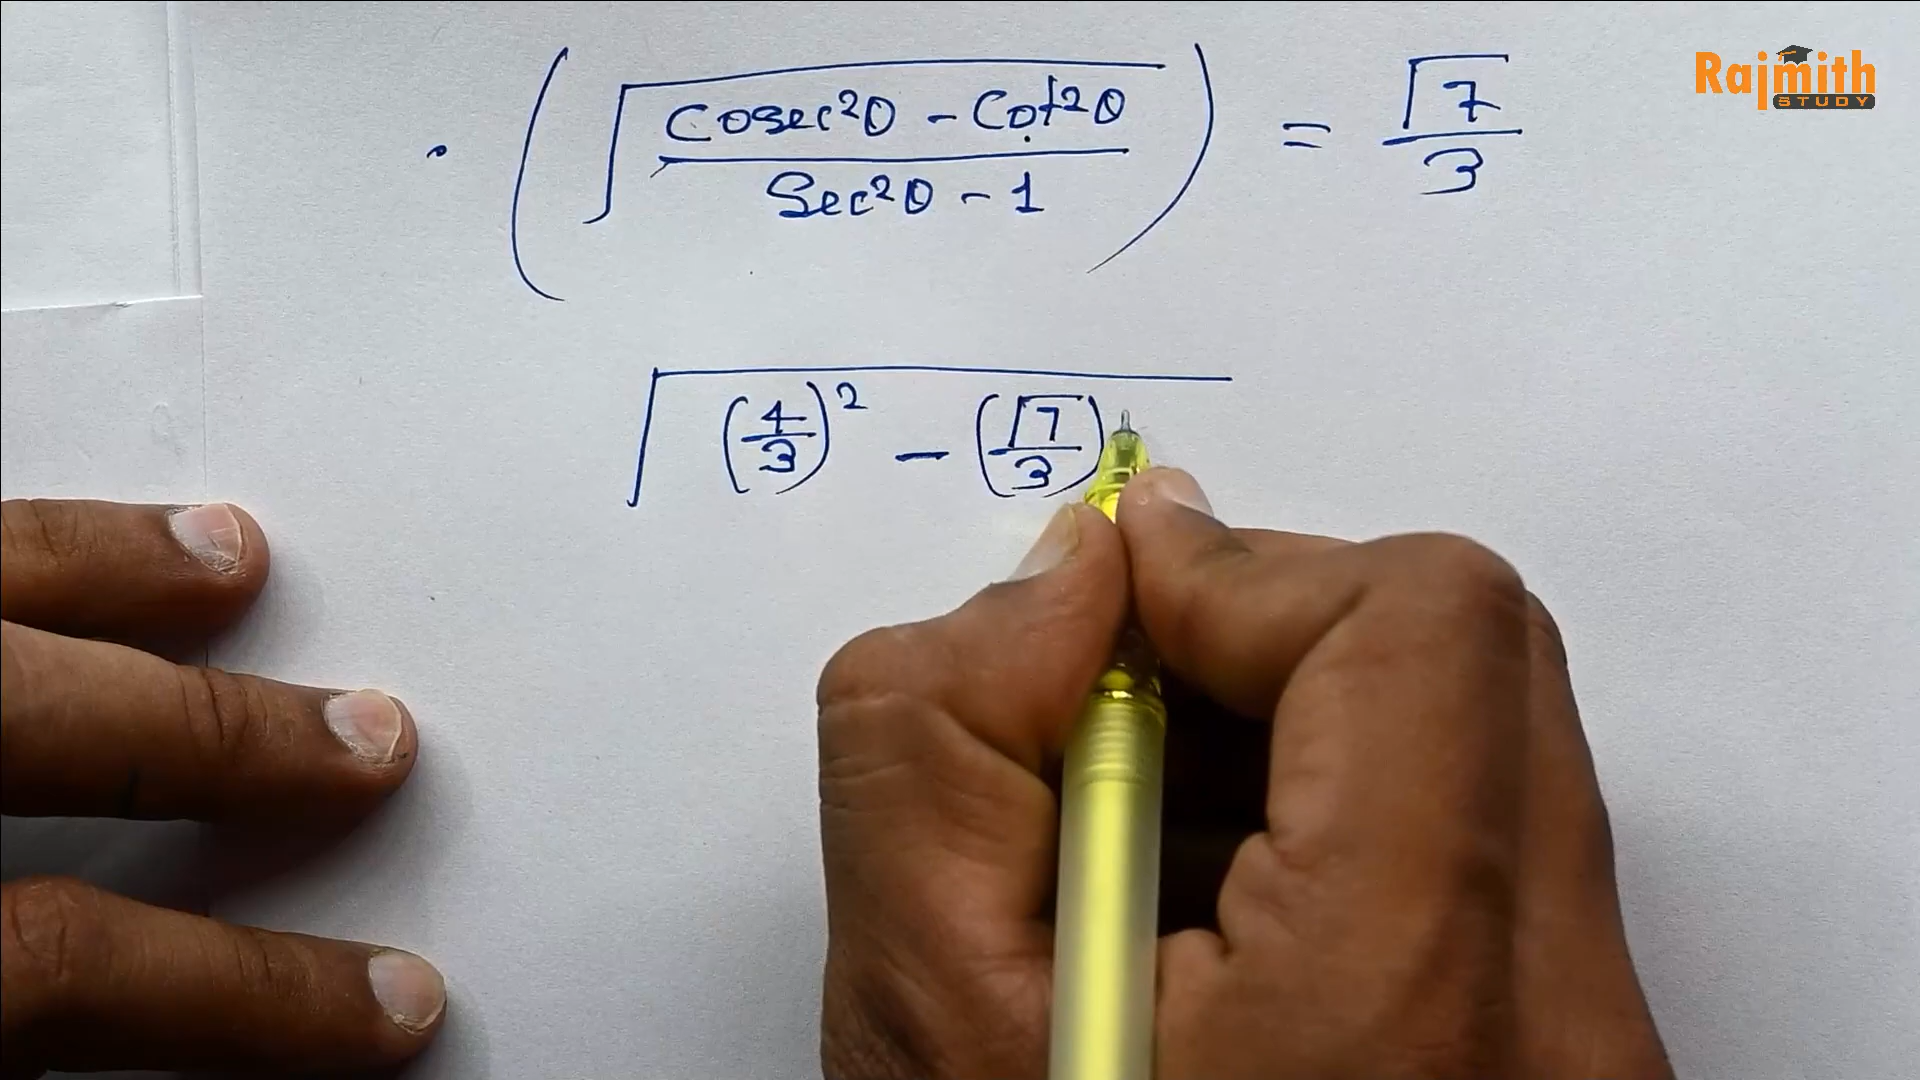 Rajmith
STUDY
. (√((Cosec²θ - Cot²θ)/(Sec²θ - 1))) = √7/3
√((4/3)² - (√7/3)